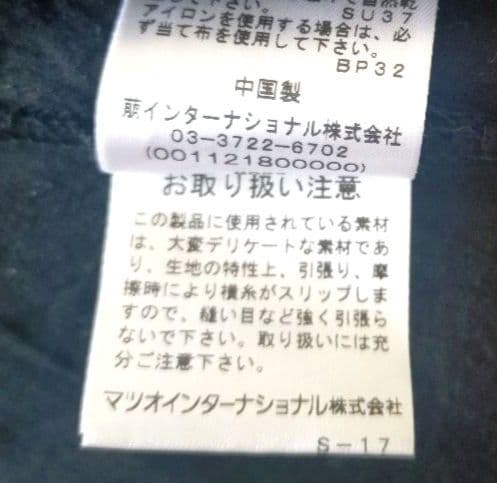 SU37
アイロンを使用する場合は、必
ず当て布を使用して下さい。
BP32
中国製
萠インターナショナル株式会社
03-3722-6702
(001121800000)
お取り扱い注意
この製品に使用されている素材
は、大変デリケートな素材であ
り、生地の特性上、引張り、摩
擦時により横糸がスリップしま
すので、縫い目など強く引張ら
ないで下さい。取り扱いには充
分ご注意下さい。
マツオインターナショナル株式会社
S-17